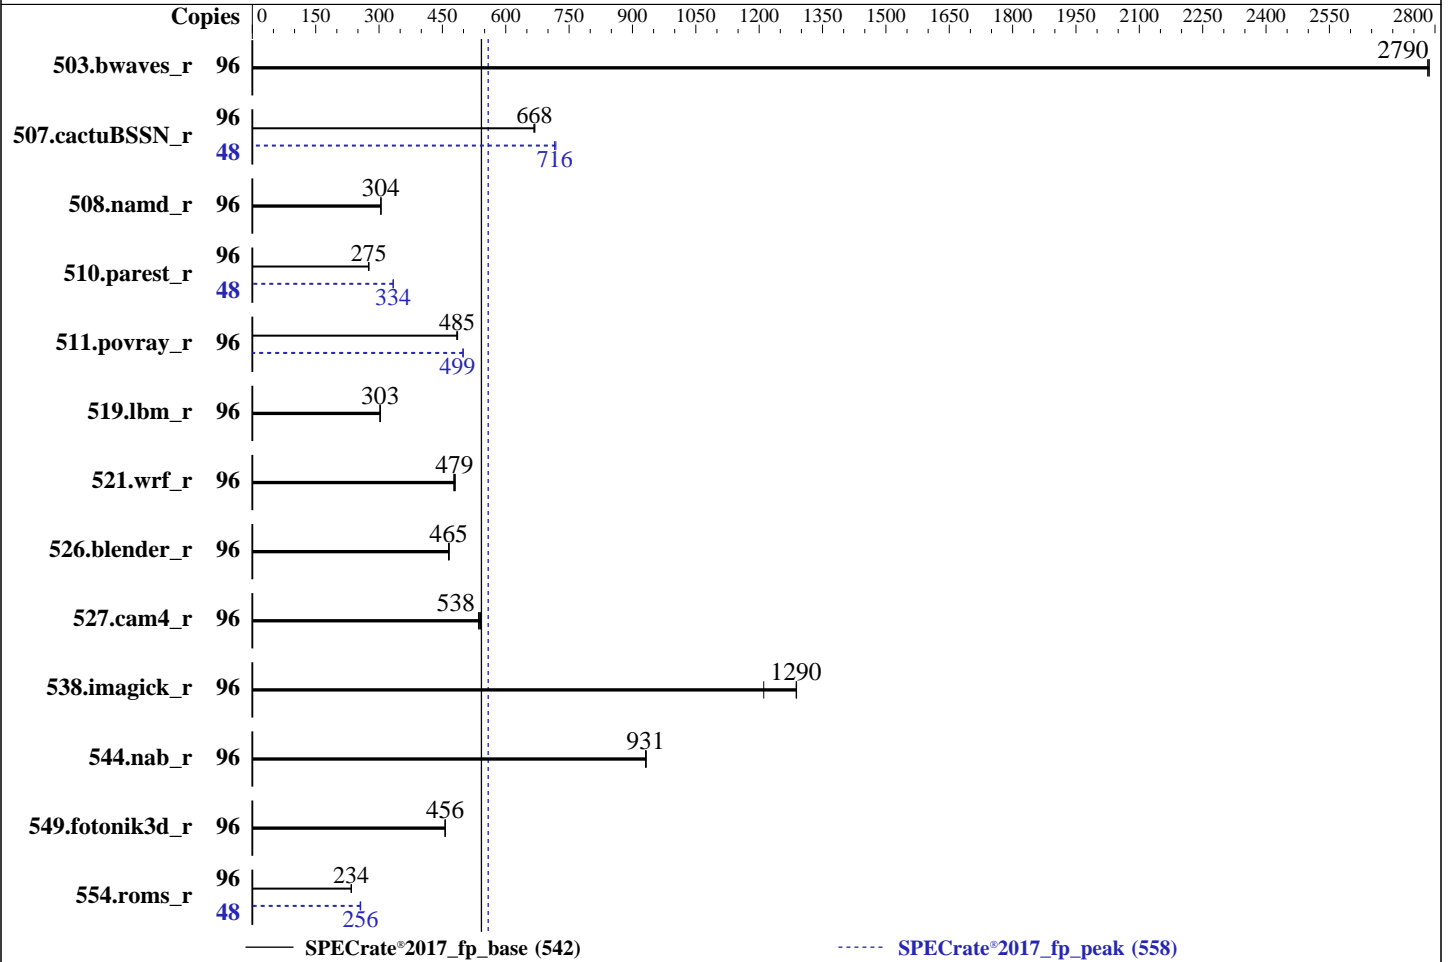 Copies 0 150 300 450 600 750 900 1050 1200 1350 1500 1650 1800 1950 2100 2250 2400 2550 2800
503.bwaves_r 96 2790
507.cactuBSSN_r 96 668
48 716
508.namd_r 96 304
510.parest_r 96 275
48 334
511.povray_r 96 485
499
519.lbm_r 96 303
521.wrf_r 96 479
526.blender_r 96 465
527.cam4_r 96 538
538.imagick_r 96 1290
544.nab_r 96 931
549.fotonik3d_r 96 456
554.roms_r 96 234
48 256
SPECrate®2017_fp_base (542) SPECrate®2017_fp_peak (558)